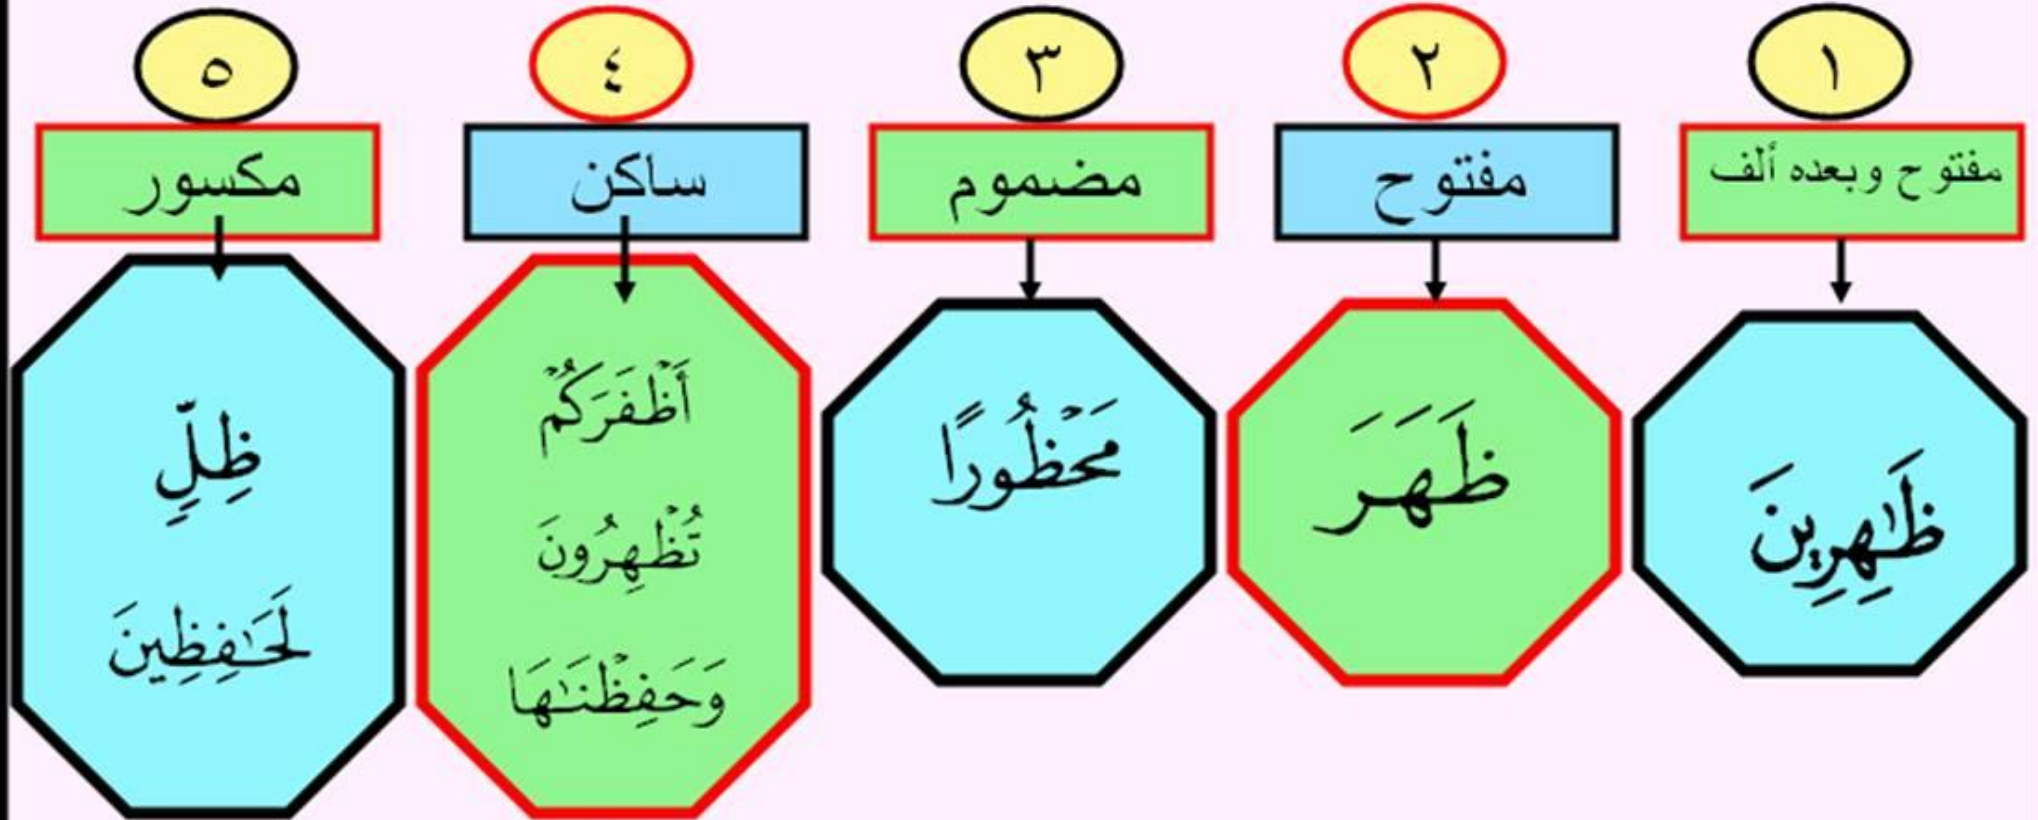 ١
مفتوح وبعده ألف
ظَـٰهِرِينَ
٢
مفتوح
ظَهَرَ
٣
مضموم
مَحۡظُورًا
٤
ساكن
أَظۡفَرَكُمۡ
تُظۡهِرُونَ
وَحَفِظۡنَـٰهَا
٥
مكسور
ظِلِّ
لَحَـٰفِظِينَ